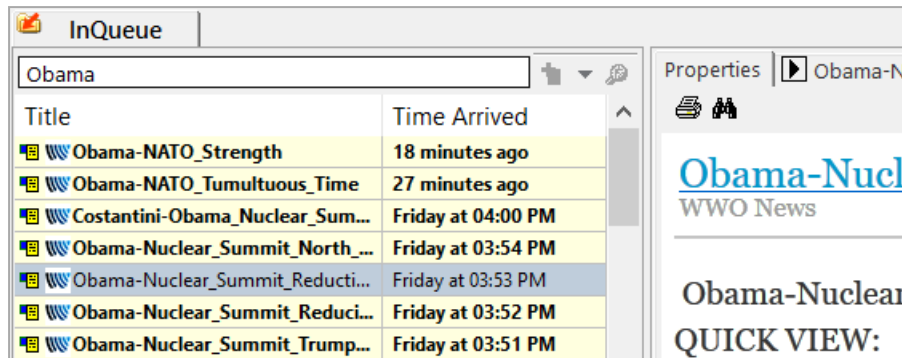 InQueue
Obama
Properties Obama-N
Title Time Arrived
Obama-NATO_Strength 18 minutes ago
Obama-NATO_Tumultuous_Time 27 minutes ago
Costantini-Obama_Nuclear_Sum... Friday at 04:00 PM
Obama-Nuclear_Summit_North_... Friday at 03:54 PM
Obama-Nuclear_Summit_Reducti... Friday at 03:53 PM
Obama-Nuclear_Summit_Reduci... Friday at 03:52 PM
Obama-Nuclear_Summit_Trump... Friday at 03:51 PM
Obama-Nucl
WWO News
Obama-Nuclear
QUICK VIEW: